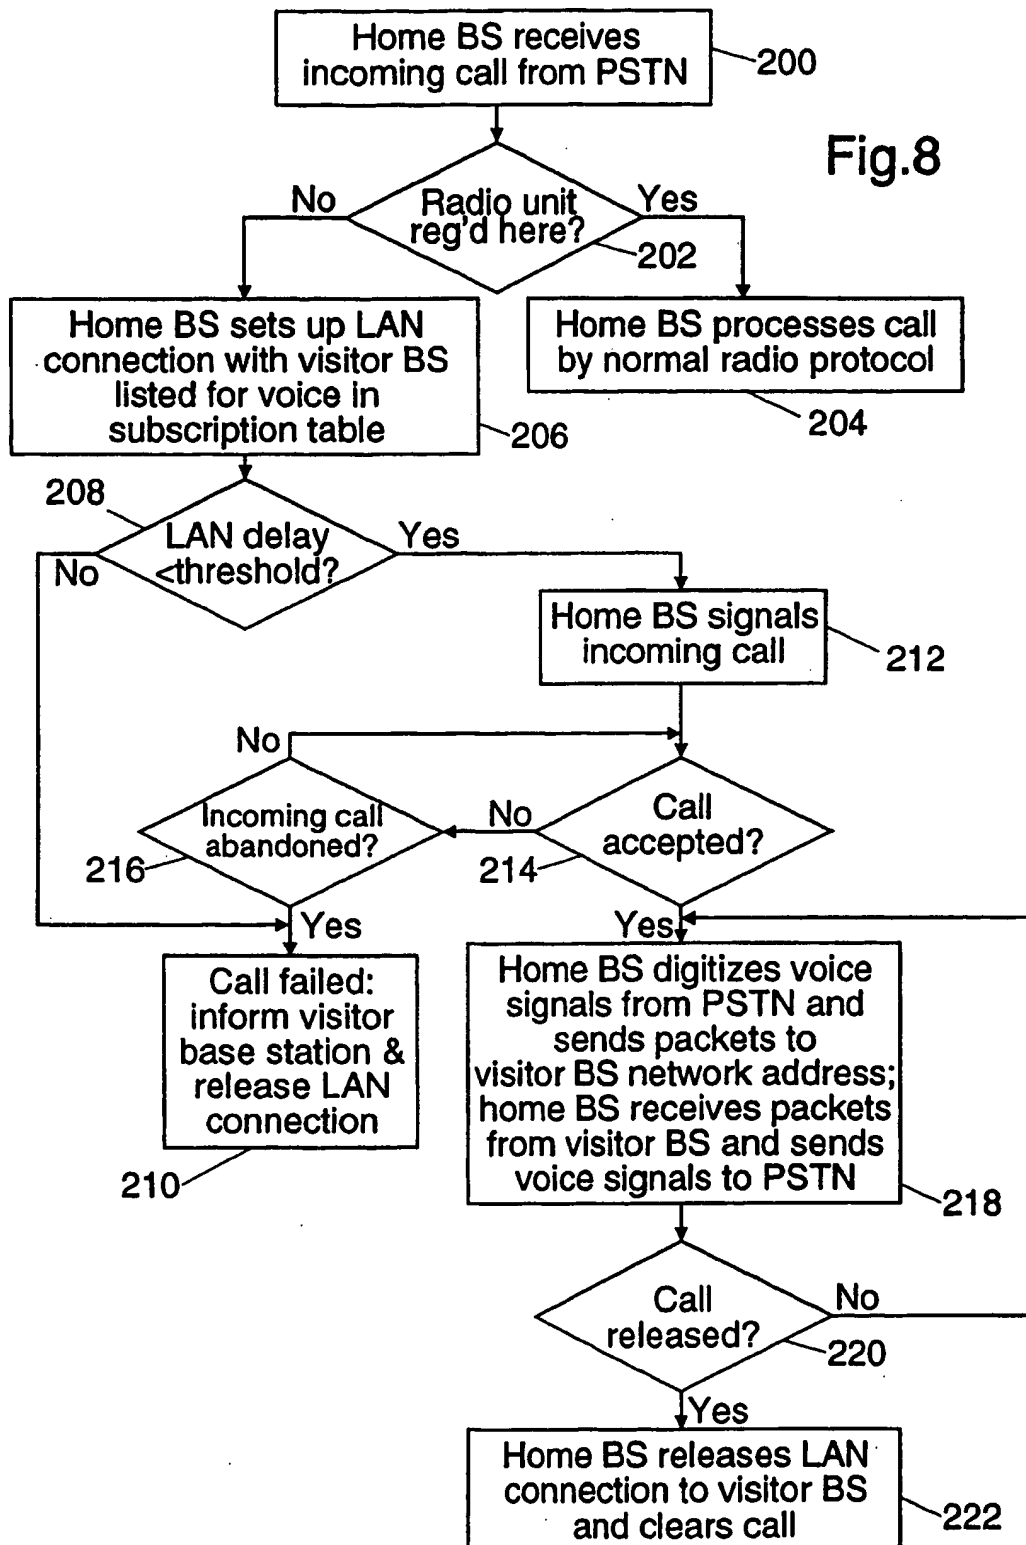 Home BS receives
incoming call from PSTN
200
Fig.8
No
Radio unit
reg'd here?
Yes
202
Home BS sets up LAN
connection with visitor BS
listed for voice in
subscription table
206
Home BS processes call
by normal radio protocol
204
208
LAN delay
<threshold?
Yes
No
Home BS signals
incoming call
212
No
Incoming call
abandoned?
216
No
Call
accepted?
214
Yes
Yes
Call failed:
inform visitor
base station &
release LAN
connection
210
Home BS digitizes voice
signals from PSTN and
sends packets to
visitor BS network address;
home BS receives packets
from visitor BS and sends
voice signals to PSTN
218
Call
released?
No
220
Yes
Home BS releases LAN
connection to visitor BS
and clears call
222